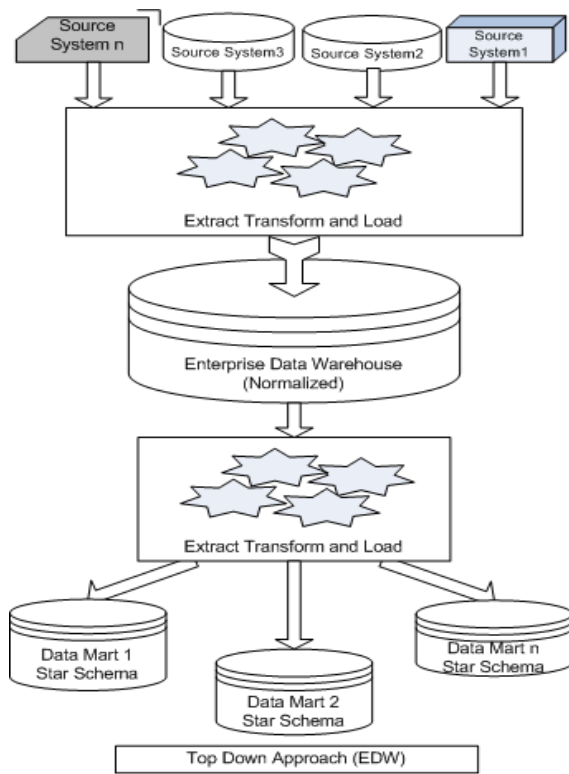 Source
System n
Source System3
Source System2
Source
System1
Extract Transform and Load
Enterprise Data Warehouse
(Normalized)
Extract Transform and Load
Data Mart 1
Star Schema
Data Mart n
Star Schema
Data Mart 2
Star Schema
Top Down Approach (EDW)